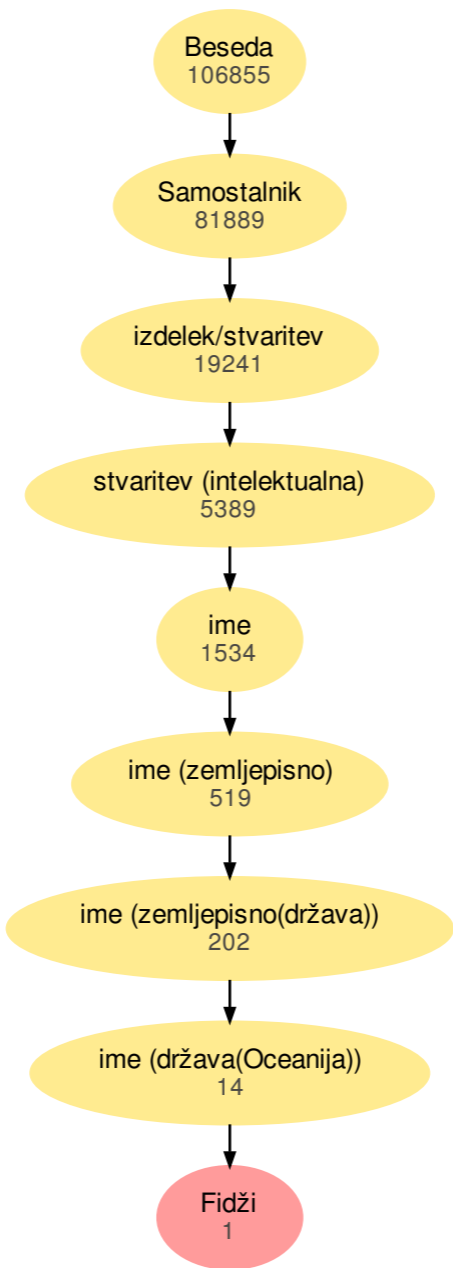 Beseda
106855
Samostalnik
81889
izdelek/stvaritev
19241
stvaritev (intelektualna)
5389
ime
1534
ime (zemljepisno)
519
ime (zemljepisno(država))
202
ime (država(Oceanija))
14
Fidži
1